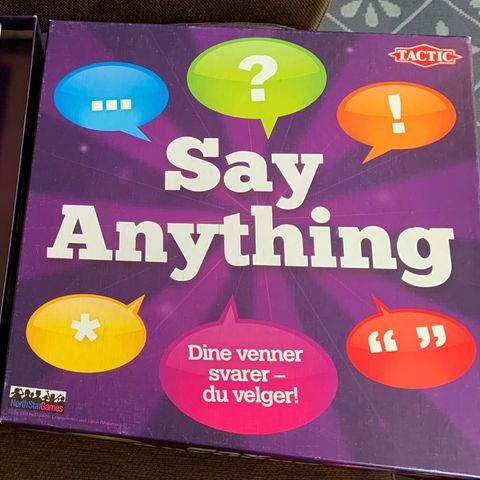 TACTIC
...
?
!
Say
Anything
*
“ ”
Dine venner
svarer –
du velger!
NorthStarGames